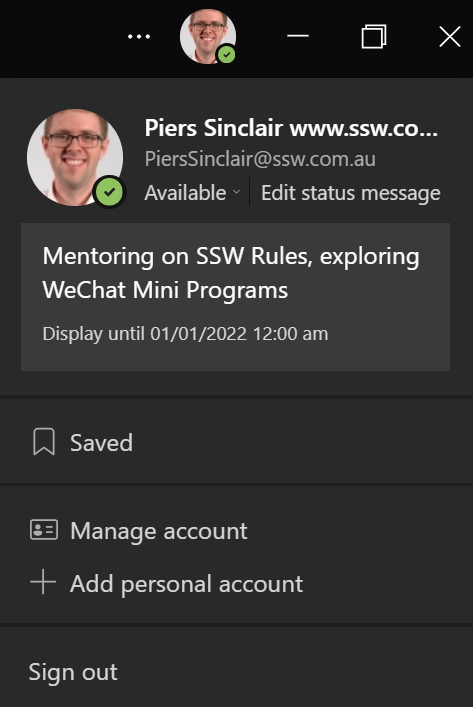 Piers Sinclair www.ssw.co...
PiersSinclair@ssw.com.au
Available Edit status message
Mentoring on SSW Rules, exploring
WeChat Mini Programs
Display until 01/01/2022 12:00 am
Saved
Manage account
Add personal account
Sign out